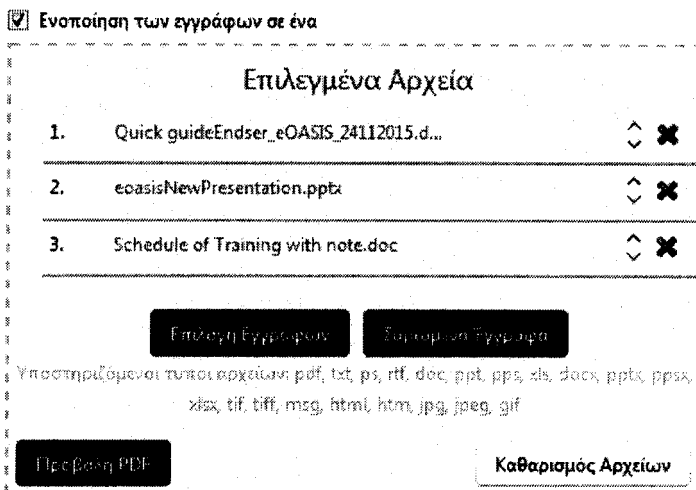 Ενοποίηση των εγγράφων σε ένα
Επιλεγμένα Αρχεία
1. Quick guideEndser_eOASIS_24112015.d...
2. eoasisNewPresentation.pptx
3. Schedule of Training with note.doc
Επιλογή Εγγράφων Σαρωμένα Έγγραφα
Υποστηριζόμενοι τύποι αρχείων: pdf, txt, ps, rtf, doc, ppt, pps, xls, docx, pptx, ppsx,
xlsx, tif, tiff, msg, html, htm, jpg, jpeg, gif
Προβολή PDF Καθαρισμός Αρχείων